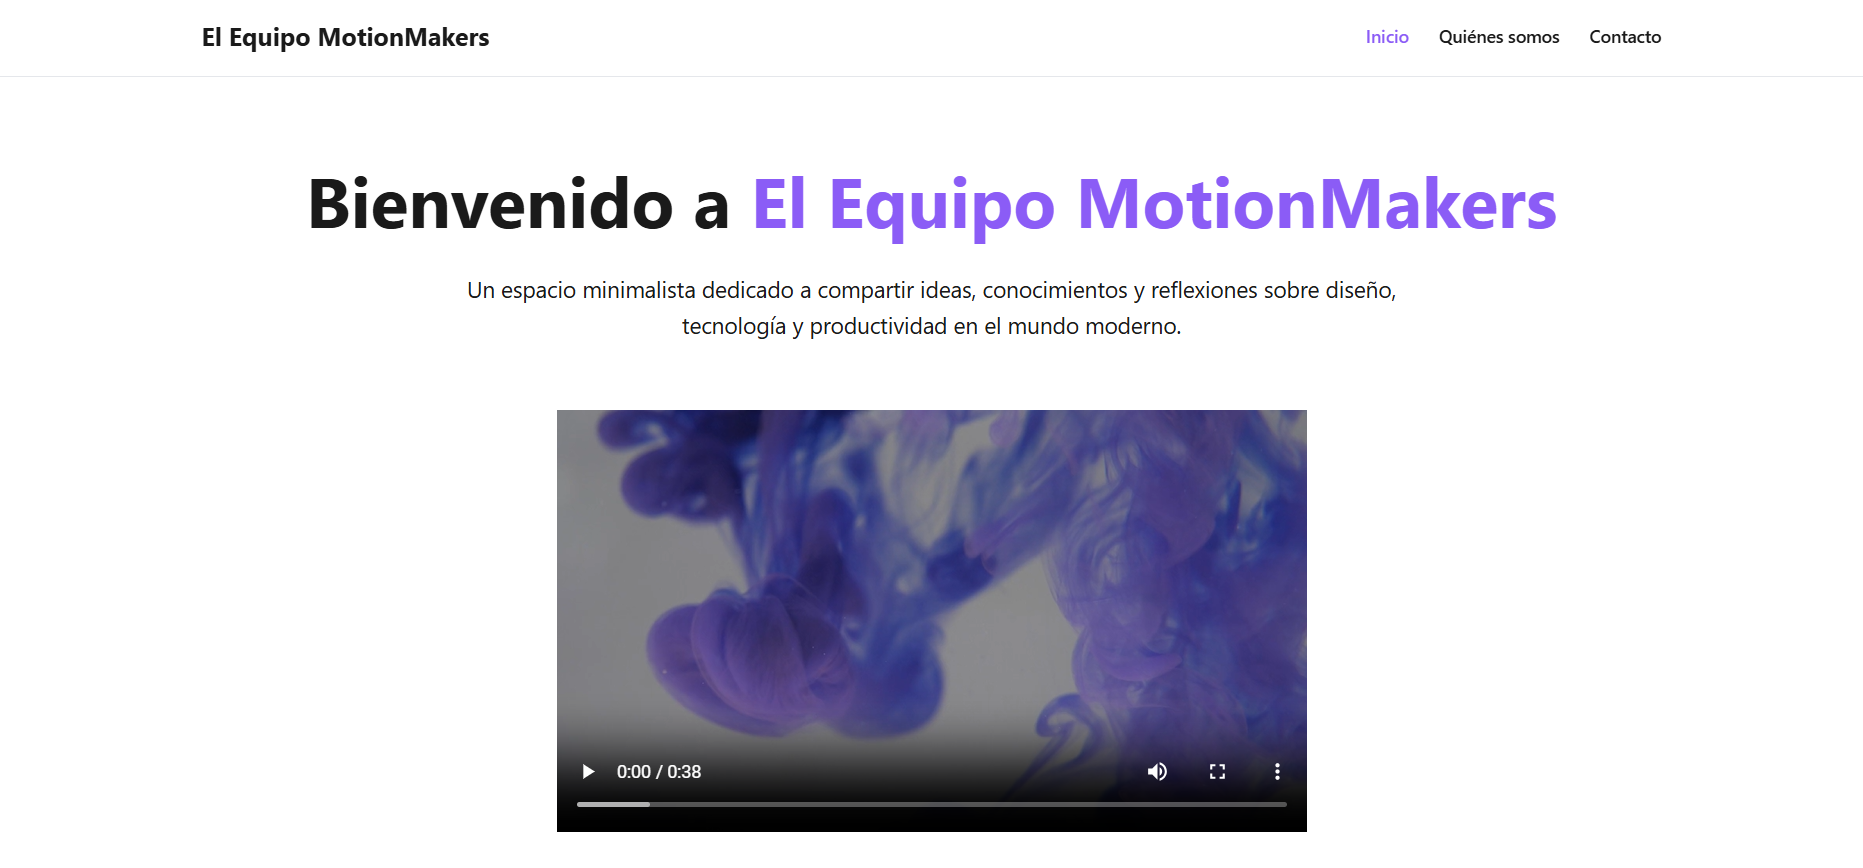 El Equipo MotionMakers
Inicio Quiénes somos Contacto
Bienvenido a El Equipo MotionMakers
Un espacio minimalista dedicado a compartir ideas, conocimientos y reflexiones sobre diseño,
tecnología y productividad en el mundo moderno.
0:00 / 0:38